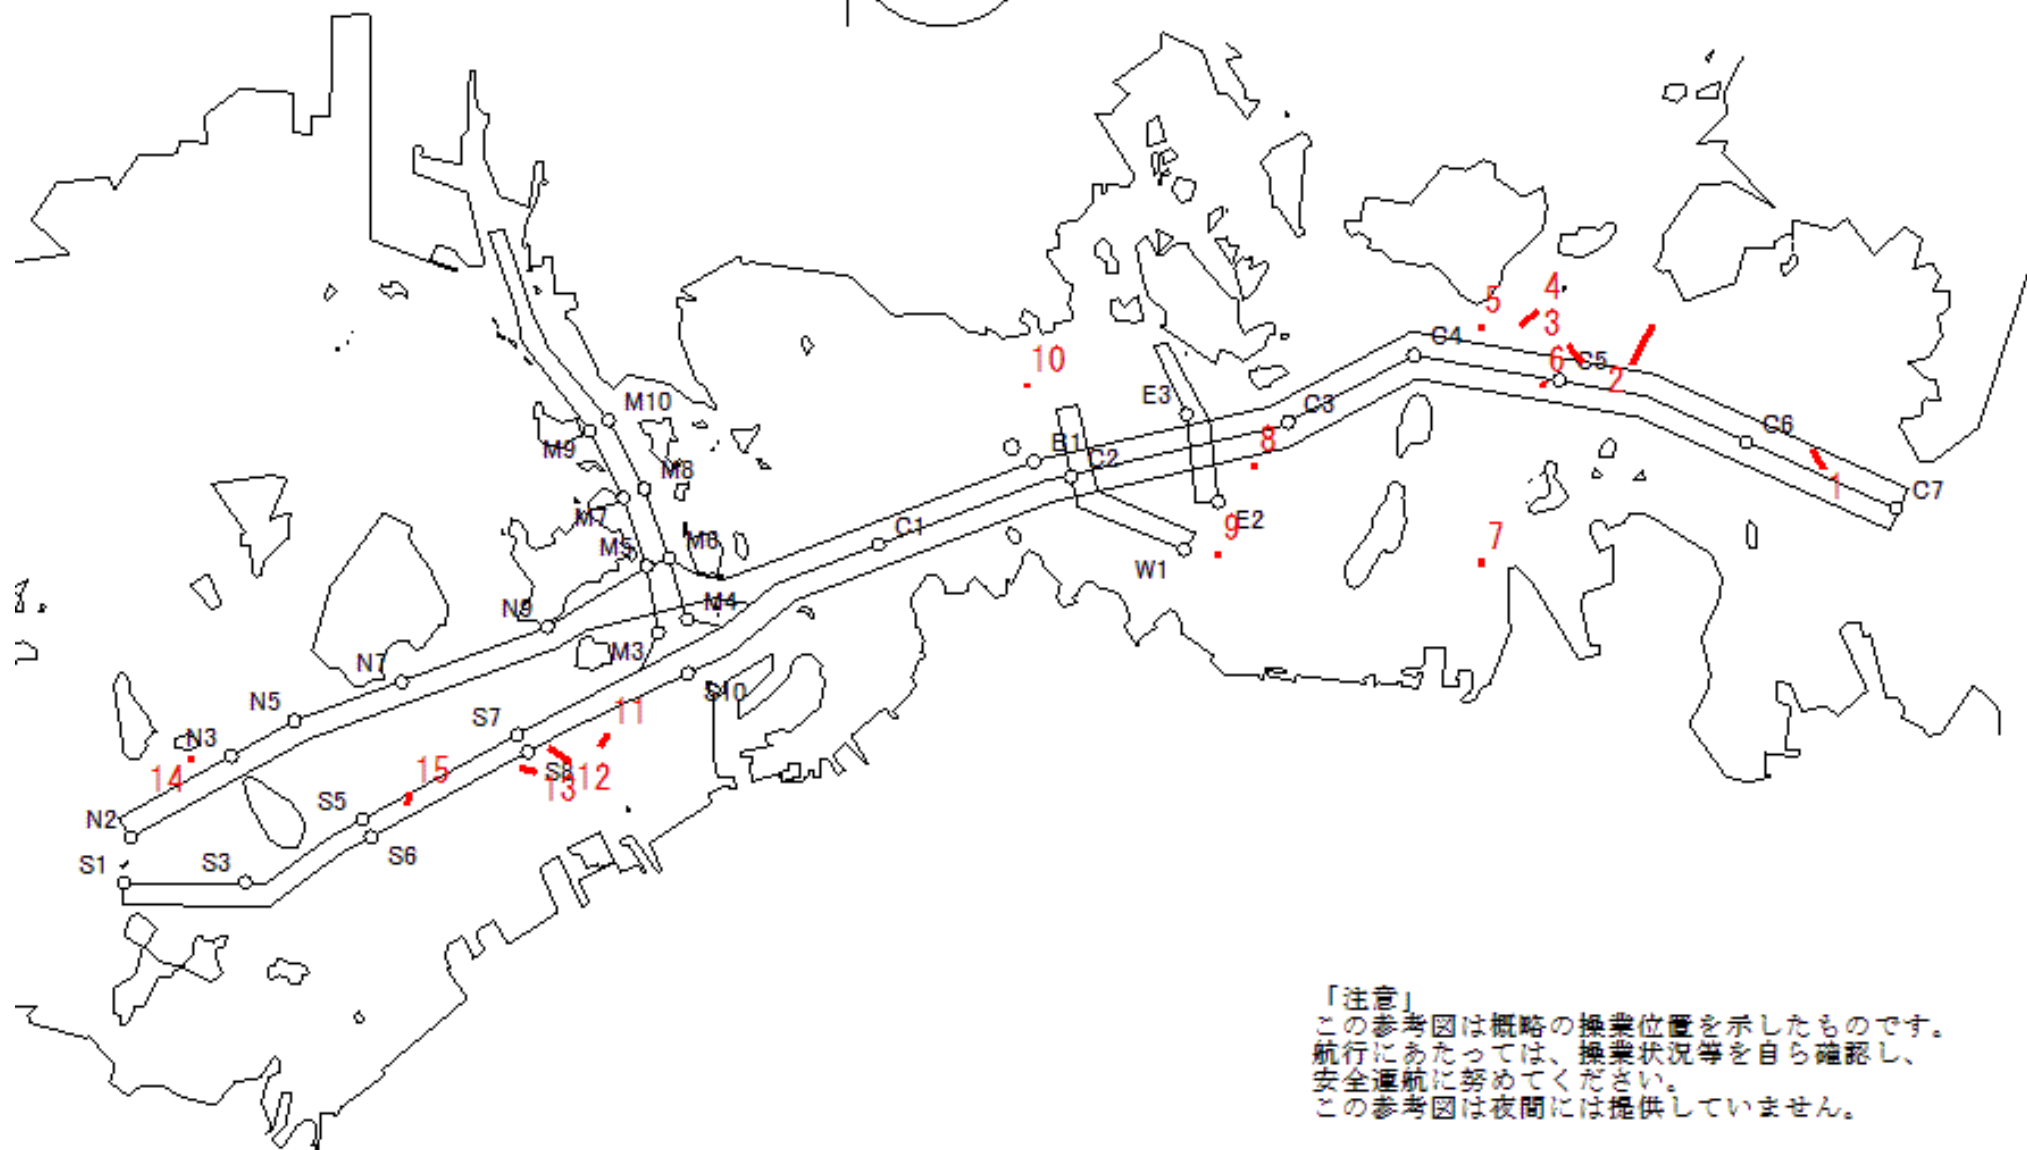 4
5
3
C4
6
C5
2
10
M10
E3
C3
C6
M9
B1
8
C2
M8
1
C7
M7
C1
9
E2
7
M5
M6
W1
N9
M4
M3
N7
S10
N5
S7
11
N3
14
15
S8
12
13
S5
N2
S6
S1
S3
「注意」
この参考図は概略の操業位置を示したものです。
航行にあたっては、操業状況等を自ら確認し、
安全運航に努めてください。
この参考図は夜間には提供していません。